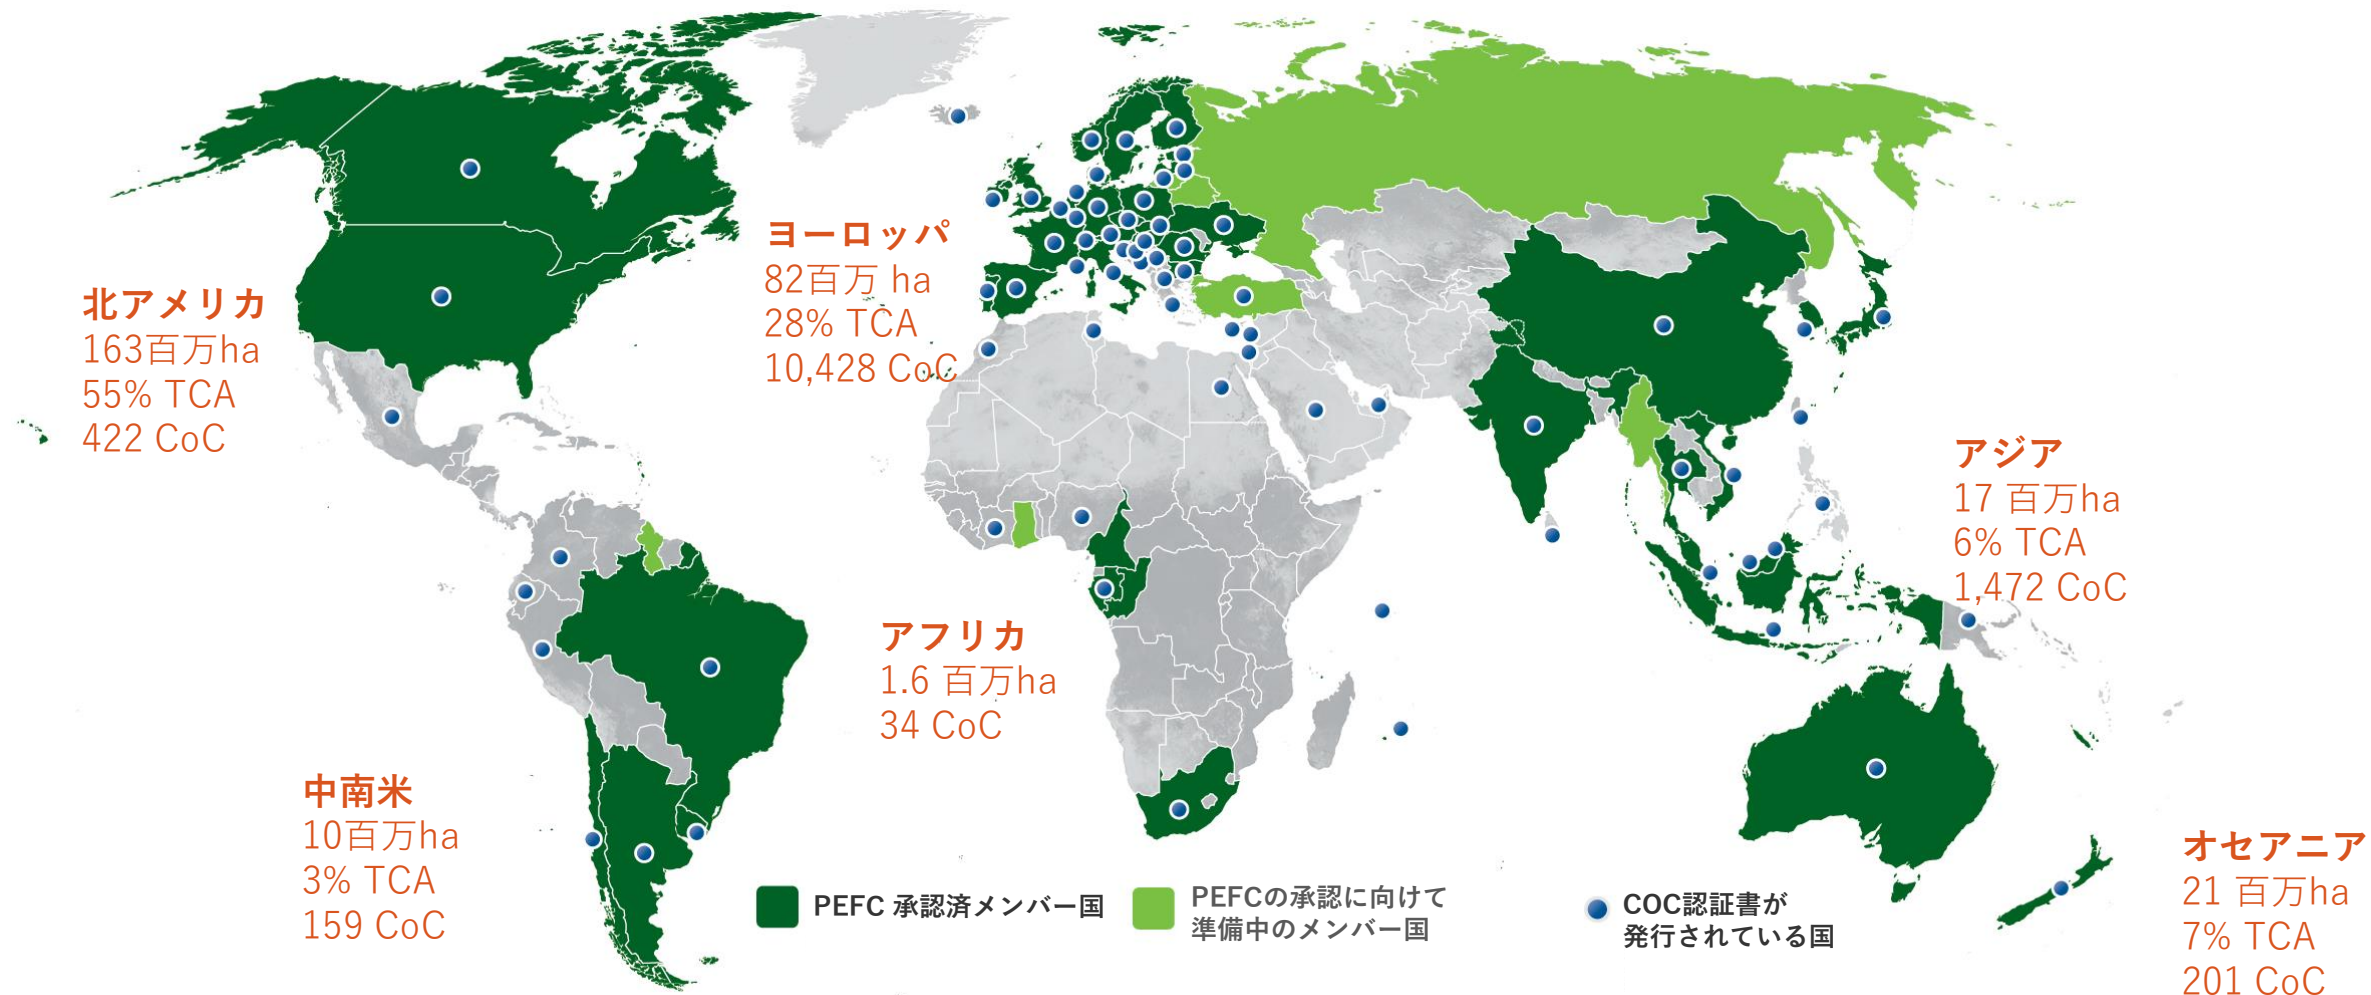 北アメリカ
163百万ha
55% TCA
422 CoC
ヨーロッパ
82百万 ha
28% TCA
10,428 CoC
アジア
17 百万ha
6% TCA
1,472 CoC
アフリカ
1.6 百万ha
34 CoC
中南米
10百万ha
3% TCA
159 CoC
オセアニア
21 百万ha
7% TCA
201 CoC
PEFC 承認済メンバー国
PEFCの承認に向けて
準備中のメンバー国
COC認証書が
発行されている国